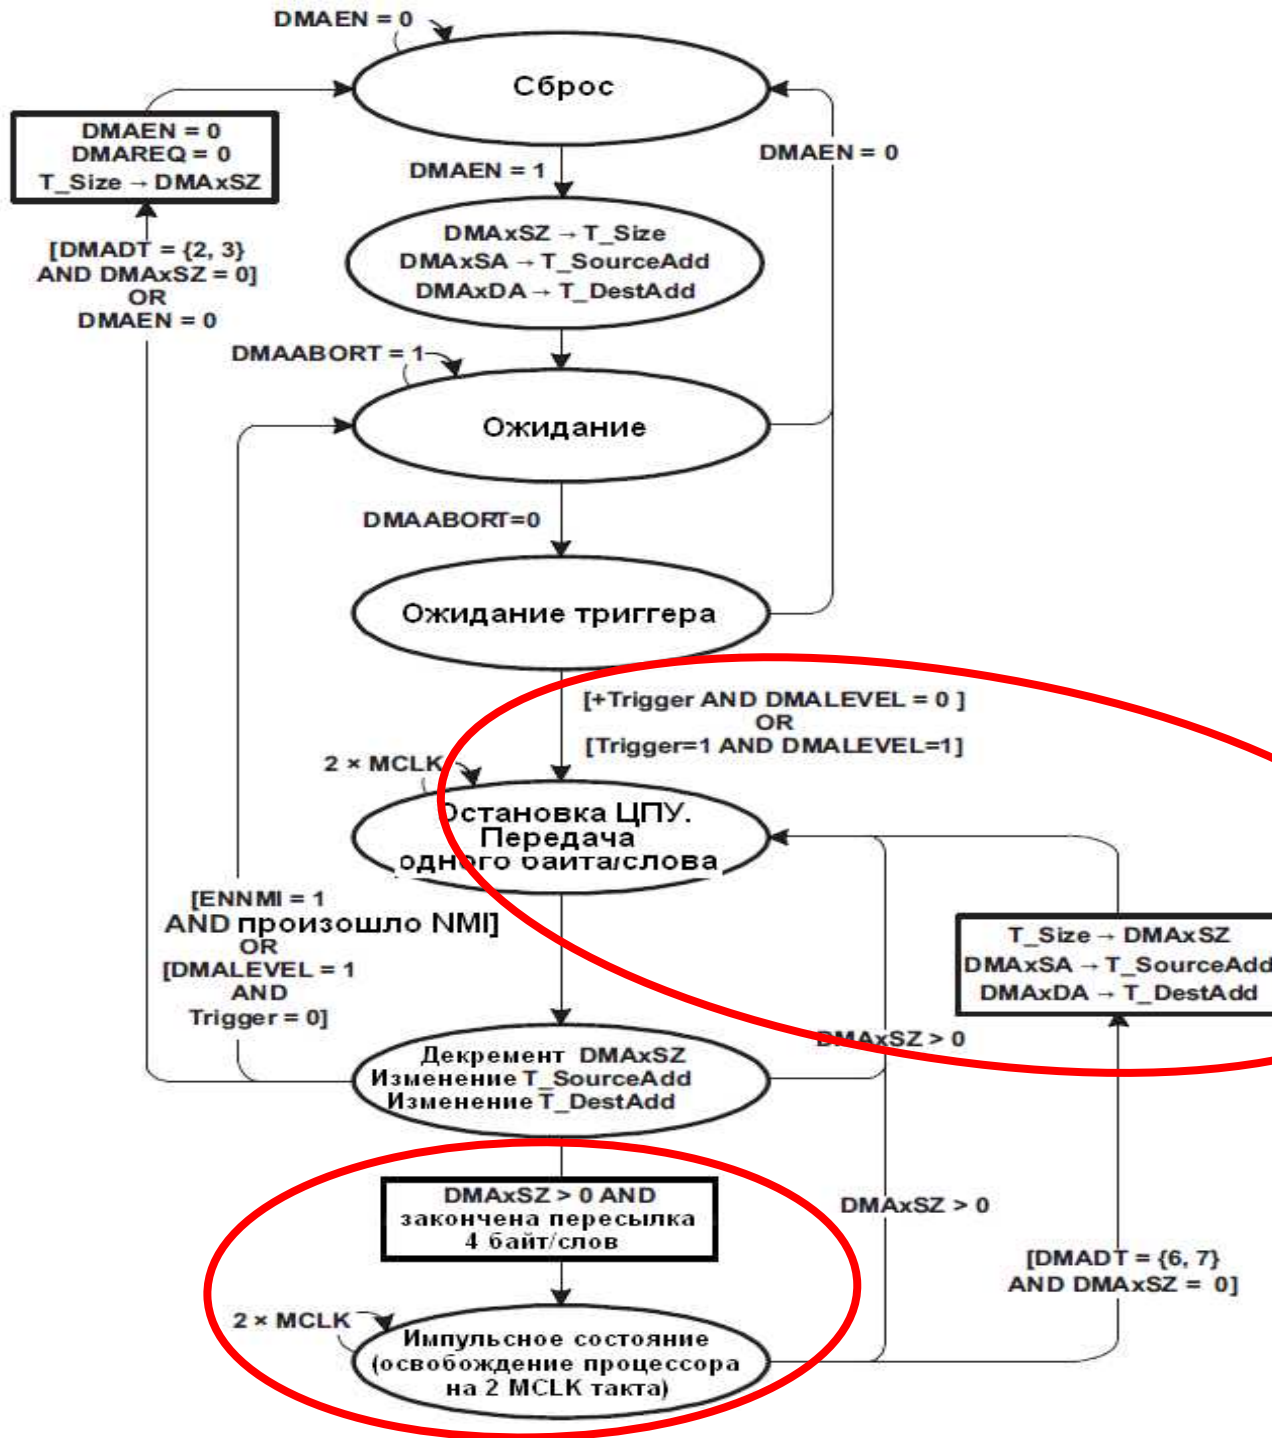 DMAEN = 0
Сброс
DMAEN = 0
DMAREQ = 0
T_Size → DMAxSZ
DMAEN = 0
DMAEN = 1
[DMADT = {2, 3}
AND DMAxSZ = 0]
OR
DMAEN = 0
DMAxSZ → T_Size
DMAxSA → T_SourceAdd
DMAxDA → T_DestAdd
DMAABORT = 1
Ожидание
DMAABORT=0
Ожидание триггера
[+Trigger AND DMALEVEL = 0 ]
OR
[Trigger=1 AND DMALEVEL=1]
2 × MCLK
Остановка ЦПУ.
Передача
одного байта/слова
[ENNMI = 1
AND произошло NMI]
OR
[DMALEVEL = 1
AND
Trigger = 0]
T_Size → DMAxSZ
DMAxSA → T_SourceAdd
DMAxDA → T_DestAdd
DMAxSZ > 0
Декремент DMAxSZ
Изменение T_SourceAdd
Изменение T_DestAdd
DMAxSZ > 0 AND
закончена пересылка
4 байт/слов
DMAxSZ > 0
[DMADT = {6, 7}
AND DMAxSZ = 0]
2 × MCLK
Импульсное состояние
(освобождение процессора
на 2 MCLK такта)